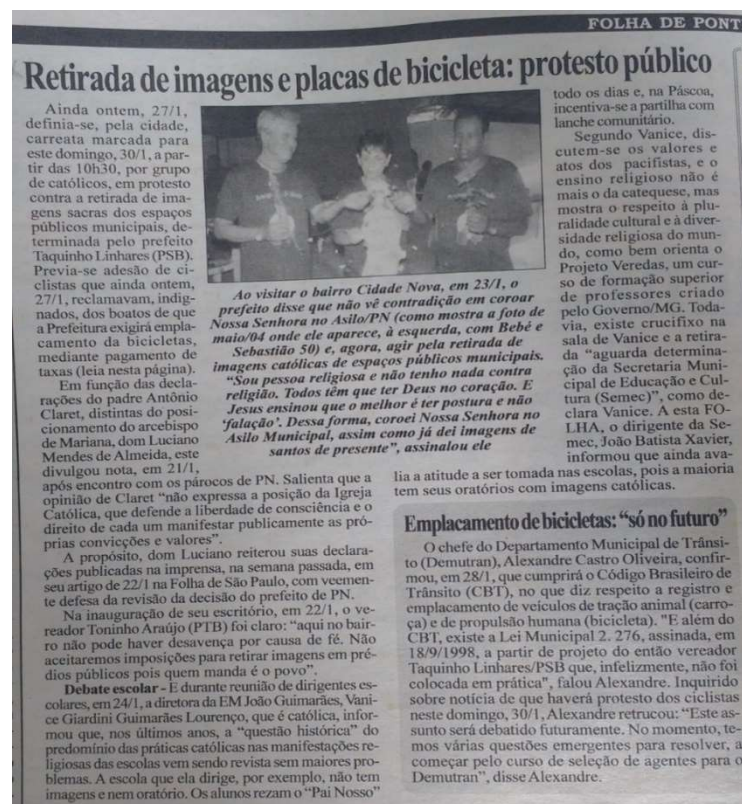 FOLHA DE PONT
Retirada de imagens e placas de bicicleta: protesto público
Ainda ontem, 27/1,
definia-se, pela cidade,
carreata marcada para
este domingo, 30/1, a par-
tir das 10h30, por grupo
de católicos, em protesto
contra a retirada de ima-
gens sacras dos espaços
públicos municipais, de-
terminada pelo prefeito
Taquinho Linhares (PSB).
Previa-se adesão de ci-
clistas que ainda ontem,
27/1, reclamavam, indig-
nados, dos boatos de que
a Prefeitura exigirá empla-
camento da bicicletas,
mediante pagamento de
taxas (leia nesta página).
Em função das decla-
rações do padre Antônio
Claret, distintas do posi-
cionamento do arcebispo
de Mariana, dom Luciano
Mendes de Almeida, este
divulgou nota, em 21/1,
após encontro com os párocos de PN. Salienta que a
opinião de Claret “não expressa a posição da Igreja
Católica, que defende a liberdade de consciência e o
direito de cada um manifestar publicamente as pró-
prias convicções e valores”.
A propósito, dom Luciano reiterou suas declara-
ções publicadas na imprensa, na semana passada, em
seu artigo de 22/1 na Folha de São Paulo, com veemen-
te defesa da revisão da decisão do prefeito de PN.
Na inauguração de seu escritório, em 22/1, o ve-
reador Toninho Araújo (PTB) foi claro: “aqui no bair-
ro não pode haver desavença por causa de fé. Não
aceitaremos imposições para retirar imagens em pré-
dios públicos pois quem manda é o povo”.
Debate escolar - E durante reunião de dirigentes es-
colares, em 24/1, a diretora da EM João Guimarães, Vani-
ce Giardini Guimarães Lourenço, que é católica, infor-
mou que, nos últimos anos, a “questão histórica” do
predomínio das práticas católicas nas manifestações re-
ligiosas das escolas vem sendo revista sem maiores pro-
blemas. A escola que ela dirige, por exemplo, não tem
imagens e nem oratório. Os alunos rezam o “Pai Nosso”
Ao visitar o bairro Cidade Nova, em 23/1, o
prefeito disse que não vê contradição em coroar
Nossa Senhora no Asilo/PN (como mostra a foto de
maio/04 onde ele aparece, à esquerda, com Bebé e
Sebastião 50) e, agora, agir pela retirada de
imagens católicas de espaços públicos municipais.
“Sou pessoa religiosa e não tenho nada contra
religião. Todos têm que ter Deus no coração. E
Jesus ensinou que o melhor é ter postura e não
‘falação’. Dessa forma, coroei Nossa Senhora no
Asilo Municipal, assim como já dei imagens de
santos de presente”, assinalou ele
todo os dias e, na Páscoa,
incentiva-se a partilha com
lanche comunitário.
Segundo Vanice, dis-
cutem-se os valores e
atos dos pacifistas, e o
ensino religioso não é
mais o da catequese, mas
mostra o respeito à plu-
ralidade cultural e à diver-
sidade religiosa do mun-
do, como bem orienta o
Projeto Veredas, um cur-
so de formação superior
de professores criado
pelo Governo/MG. Toda-
via, existe crucifixo na
sala de Vanice e a retira-
da “aguarda determina-
ção da Secretaria Muni-
cipal de Educação e Cul-
tura (Semec)”, como de-
clara Vanice. A esta FO-
LHA, o dirigente da Se-
mec, João Batista Xavier,
informou que ainda ava-
lia a atitude a ser tomada nas escolas, pois a maioria
tem seus oratórios com imagens católicas.
Emplacamento de bicicletas: “só no futuro”
O chefe do Departamento Municipal de Trânsi-
to (Demutran), Alexandre Castro Oliveira, confir-
mou, em 28/1, que cumprirá o Código Brasileiro de
Trânsito (CBT), no que diz respeito a registro e
emplacamento de veículos de tração animal (carro-
ça) e de propulsão humana (bicicleta). "E além do
CBT, existe a Lei Municipal 2. 276, assinada, em
18/9/1998, a partir de projeto do então vereador
Taquinho Linhares/PSB que, infelizmente, não foi
colocada em prática", falou Alexandre. Inquirido
sobre notícia de que haverá protesto dos ciclistas
neste domingo, 30/1, Alexandre retrucou: “Este as-
sunto será debatido futuramente. No momento, te-
mos várias questões emergentes para resolver, a
começar pelo curso de seleção de agentes para o
Demutran”, disse Alexandre.